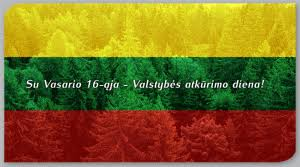 Su Vasario 16-ąja - Valstybės atkūrimo diena!